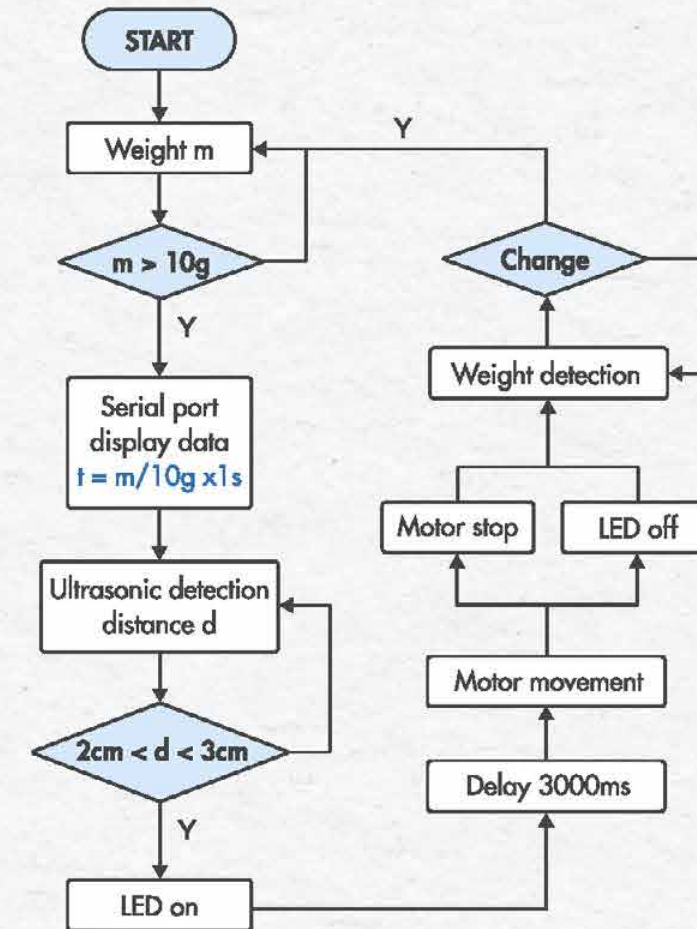 START
Weight m
m > 10g
Y
Serial port
display data
t = m/10g x1s
Ultrasonic detection
distance d
2cm < d < 3cm
Y
LED on
Y
Change
Weight detection
Motor stop
LED off
Motor movement
Delay 3000ms